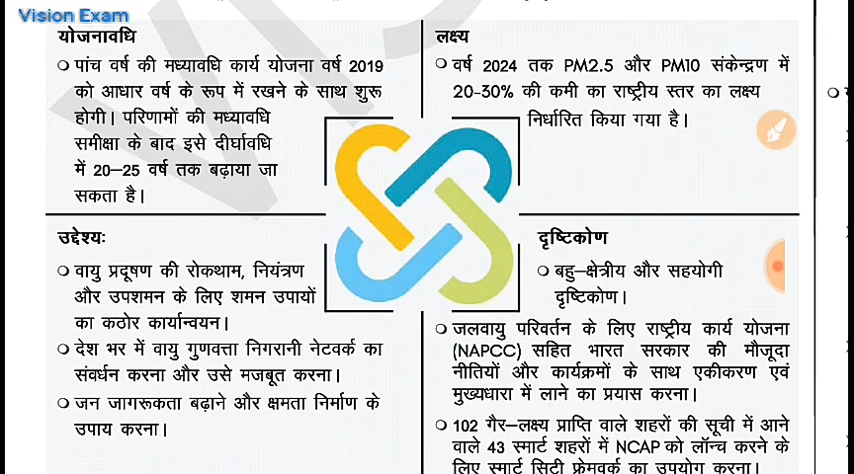 Vision Exam
योजनावधि
पांच वर्ष की मध्यावधि कार्य योजना वर्ष 2019
को आधार वर्ष के रूप में रखने के साथ शुरू
होगी। परिणामों की मध्यावधि
समीक्षा के बाद इसे दीर्घावधि
में 20–25 वर्ष तक बढ़ाया जा
सकता है।
लक्ष्य
वर्ष 2024 तक PM2.5 और PM10 संकेन्द्रण में
20-30% की कमी का राष्ट्रीय स्तर का लक्ष्य
निर्धारित किया गया है।
उद्देश्यः
वायु प्रदूषण की रोकथाम, नियंत्रण
और उपशमन के लिए शमन उपायों
का कठोर कार्यान्वयन।
देश भर में वायु गुणवत्ता निगरानी नेटवर्क का
संवर्धन करना और उसे मजबूत करना।
जन जागरूकता बढ़ाने और क्षमता निर्माण के
उपाय करना।
दृष्टिकोण
बहु–क्षेत्रीय और सहयोगी
दृष्टिकोण।
जलवायु परिवर्तन के लिए राष्ट्रीय कार्य योजना
(NAPCC) सहित भारत सरकार की मौजूदा
नीतियों और कार्यक्रमों के साथ एकीकरण एवं
मुख्यधारा में लाने का प्रयास करना।
102 गैर–लक्ष्य प्राप्ति वाले शहरों की सूची में आने
वाले 43 स्मार्ट शहरों में NCAP को लॉन्च करने के
लिए स्मार्ट सिटी फ्रेमवर्क का उपयोग करना।